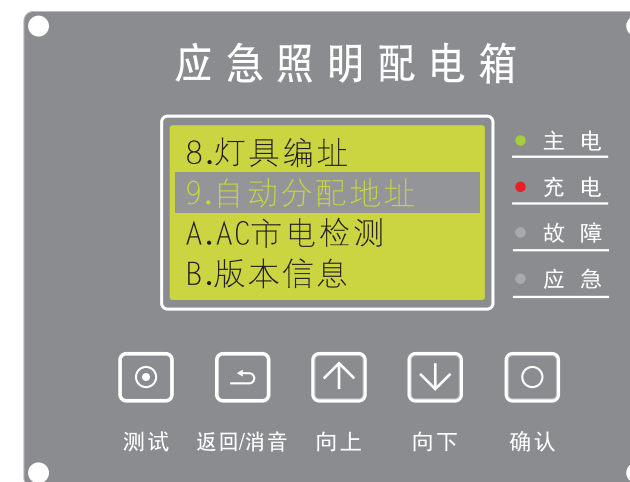 应急照明配电箱
8.灯具编址
9.自动分配地址
A.AC市电检测
B.版本信息
主电
充电
故障
应急
测试 返回/消音 向上 向下 确认